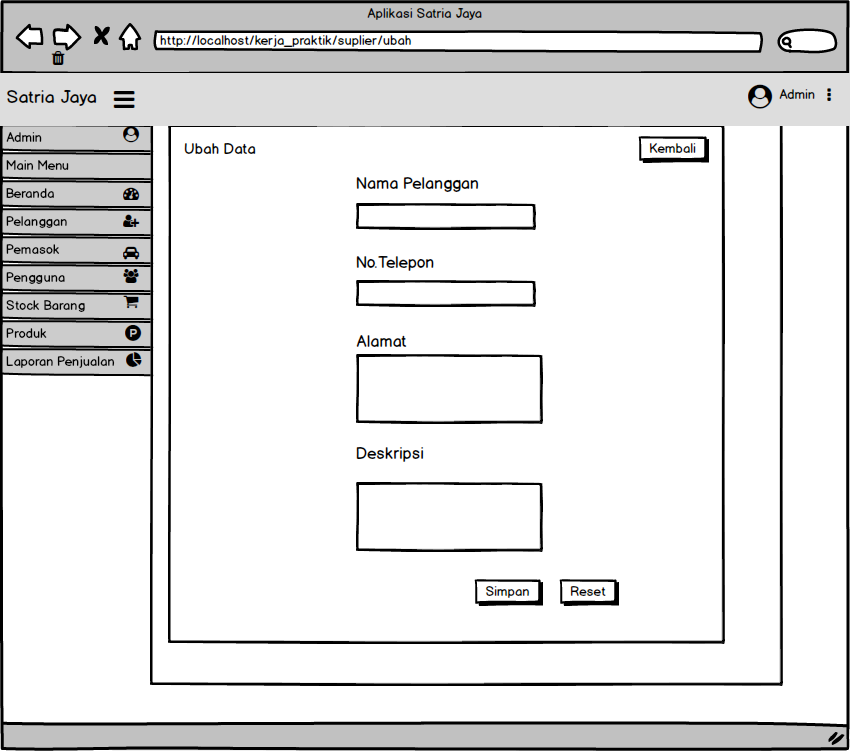 Aplikasi Satria Jaya
http://localhost/kerja_praktik/suplier/ubah
Satria Jaya
Admin
Admin
Main Menu
Beranda
Pelanggan
Pemasok
Pengguna
Stock Barang
Produk
P
Laporan Penjualan
Ubah Data
Kembali
Nama Pelanggan
No.Telepon
Alamat
Deskripsi
Simpan
Reset